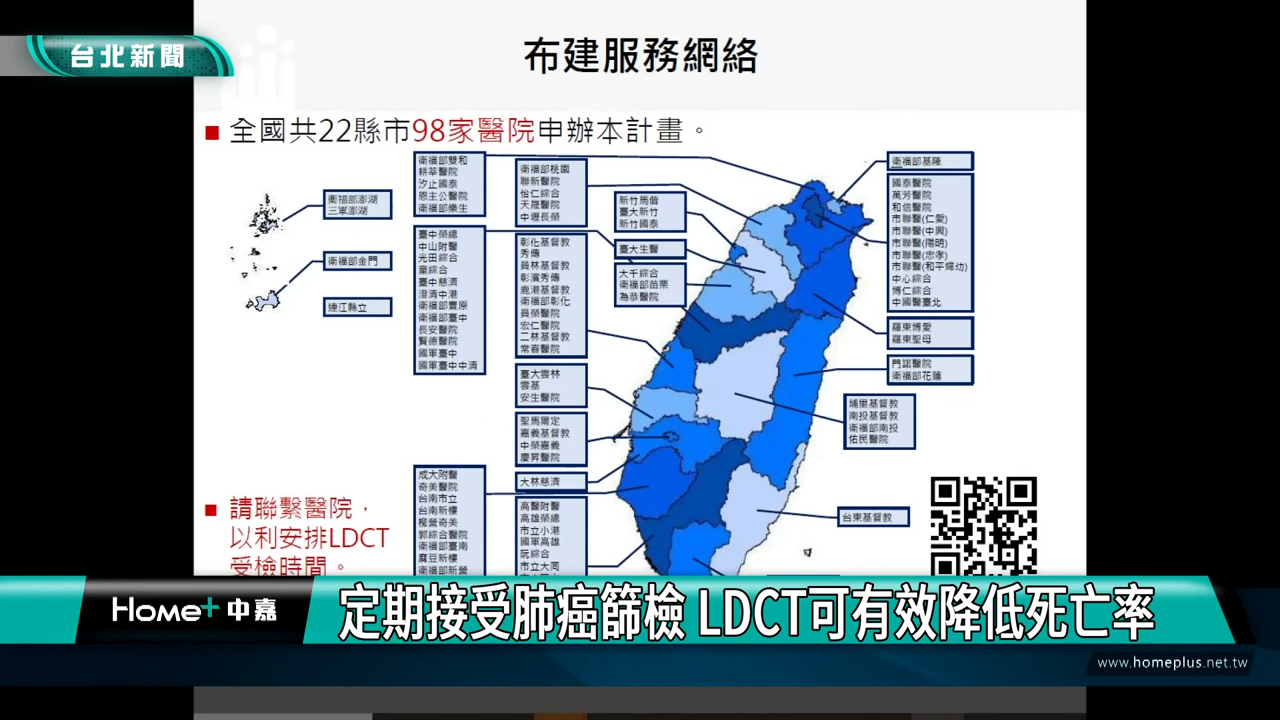 台北新聞
布建服務網絡
全國共22縣市98家醫院申辦本計畫。
衛福部澎湖
三軍澎湖
衛福部金門
連江縣立
衛福部雙和
耕莘醫院
汐止國泰
恩主公醫院
衛福部樂生
臺中榮總
中山附醫
光田綜合
童綜合
臺中慈濟
澄清中港
衛福部豐原
衛福部臺中
長安醫院
賢德醫院
國軍臺中
國軍臺中中清
成大附醫
奇美醫院
台南市立
台南新樓
柳營奇美
郭綜合醫院
衛福部臺南
麻豆新樓
衛福部新營
衛福部桃園
聯新醫院
怡仁綜合
天晟醫院
中壢長榮
彰化基督教
秀傳
員林基督教
彰濱秀傳
鹿港基督教
衛福部彰化
員榮醫院
宏仁醫院
二林基督教
常春醫院
臺大雲林
雲基
安生醫院
聖馬爾定
嘉義基督教
中榮嘉義
慶昇醫院
大林慈濟
高醫附醫
高雄榮總
市立小港
國軍高雄
阮綜合
市立大同
新竹馬偕
臺大新竹
新竹國泰
臺大生醫
大千綜合
衛福部苗栗
為恭醫院
衛福部基隆
國泰醫院
萬芳醫院
和信醫院
市聯醫(仁愛)
市聯醫(中興)
市聯醫(陽明)
市聯醫(忠孝)
市聯醫(和平婦幼)
中心綜合
博仁綜合
中國醫臺北
羅東博愛
羅東聖母
門諾醫院
衛福部花蓮
埔里基督教
南投基督教
衛福部南投
佑民醫院
台東基督教
請聯繫醫院，
以利安排LDCT
受檢時間。
Home+中嘉
定期接受肺癌篩檢 LDCT可有效降低死亡率
www.homeplus.net.tw